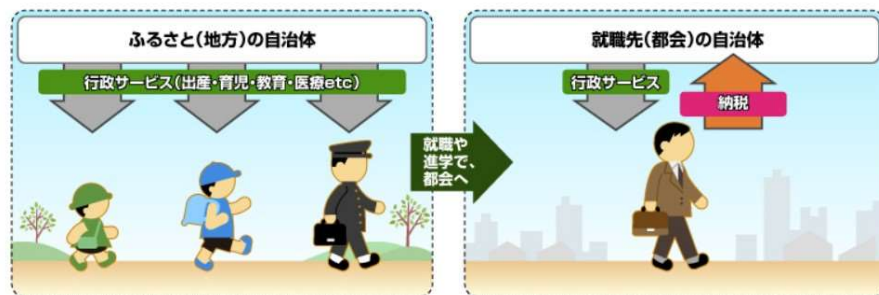 ふるさと(地方)の自治体
行政サービス(出産・育児・教育・医療etc)
就職や
進学で、
都会へ
就職先(都会)の自治体
行政サービス
納税